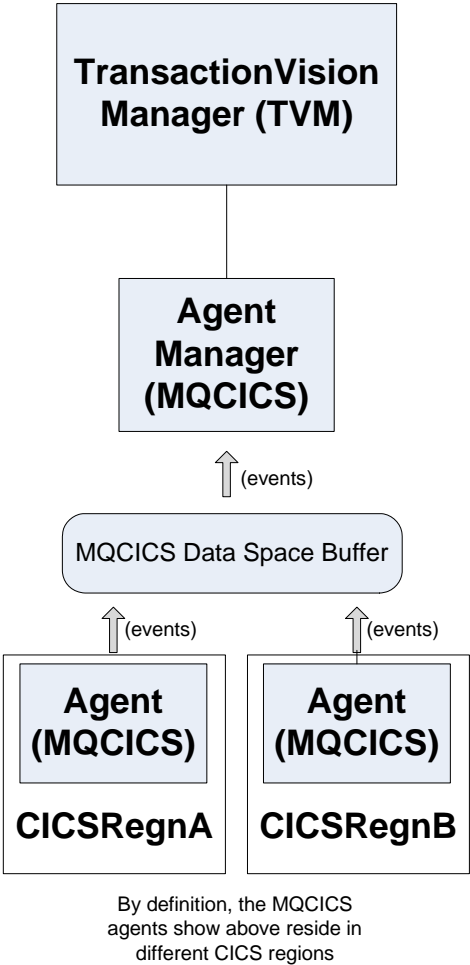 TransactionVision
Manager (TVM)
Agent
Manager
(MQCICS)
(events)
MQCICS Data Space Buffer
(events)
(events)
Agent
(MQCICS)
CICSRegnA
Agent
(MQCICS)
CICSRegnB
By definition, the MQCICS
agents show above reside in
different CICS regions